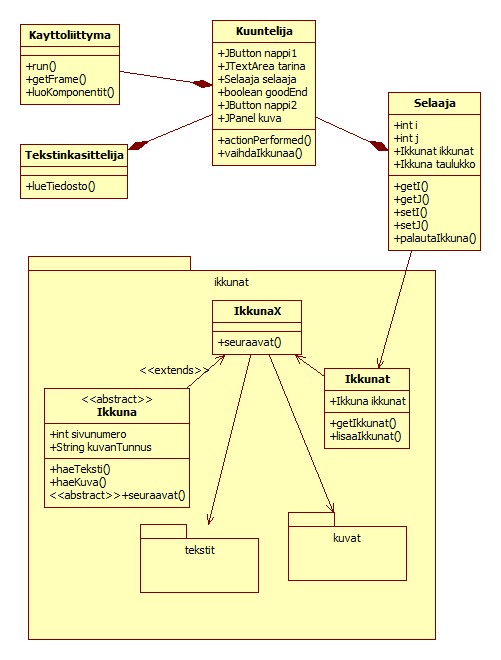 Kayttoliittyma
+run()
+getFrame()
+luoKomponentit()
Kuuntelija
+JButton nappi1
+JTextArea tarina
+Selaaja selaaja
+boolean goodEnd
+JButton nappi2
+JPanel kuva
+actionPerformed()
+vaihdaIkkunaa()
Selaaja
+int i
+int j
+Ikkunat ikkunat
+Ikkuna taulukko
+getI()
+getJ()
+setI()
+setJ()
+palautaIkkuna()
Tekstinkasittelija
+lueTiedosto()
ikkunat
IkkunaX
+seuraavat()
<<extends>>
Ikkunat
+Ikkuna ikkunat
+getIkkunat()
+lisaaIkkunat()
<<abstract>>
Ikkuna
+int sivunumero
+String kuvanTunnus
+haeTeksti()
+haeKuva()
<<abstract>>+seuraavat()
tekstit
kuvat